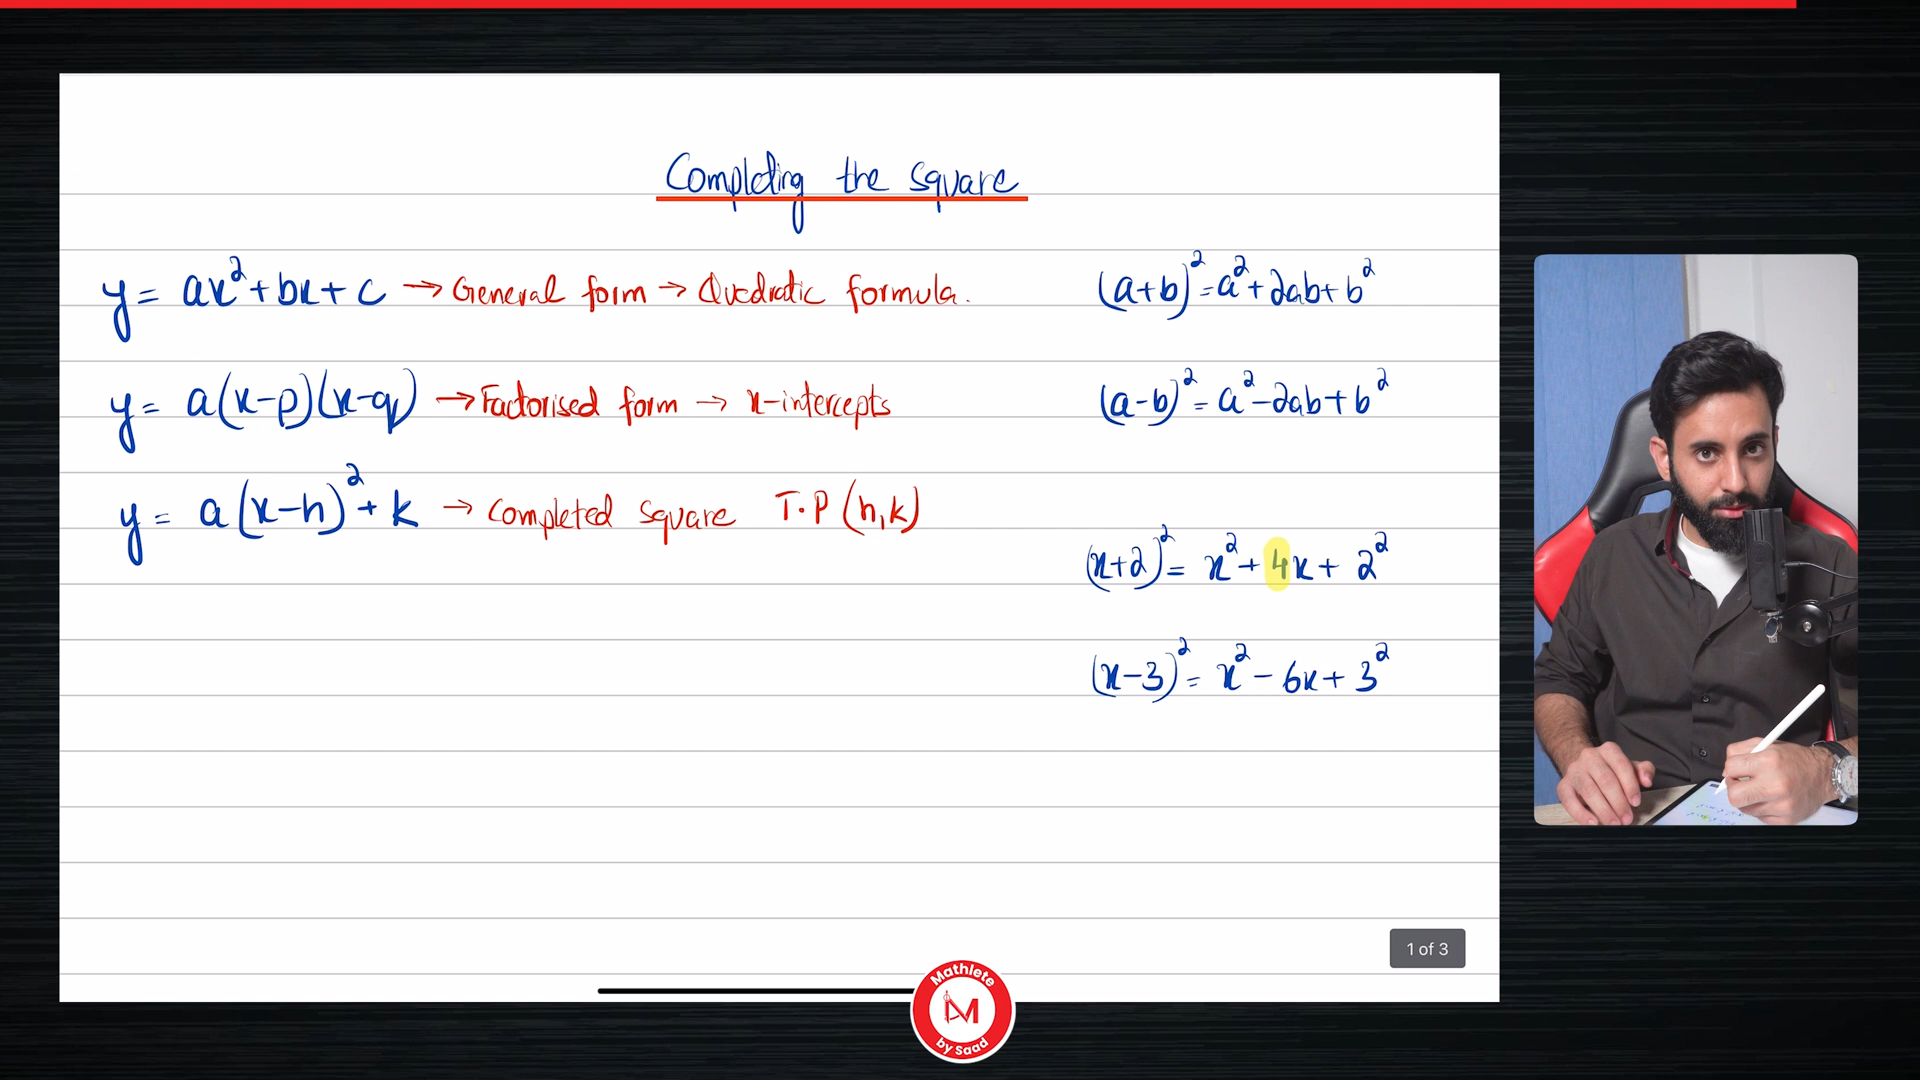 Completing the square
y = ax² + bx + c → General form → Quadratic formula.
y = a(x-p)(x-q) → Factorised form → x-intercepts
y = a(x-h)² + k → Completed square T.P (h,k)
(a+b)² = a² + 2ab + b²
(a-b)² = a² - 2ab + b²
(x+2)² = x² + 4x + 2²
(x-3)² = x² - 6x + 3²
1 of 3
Mathlete
M
by Saad